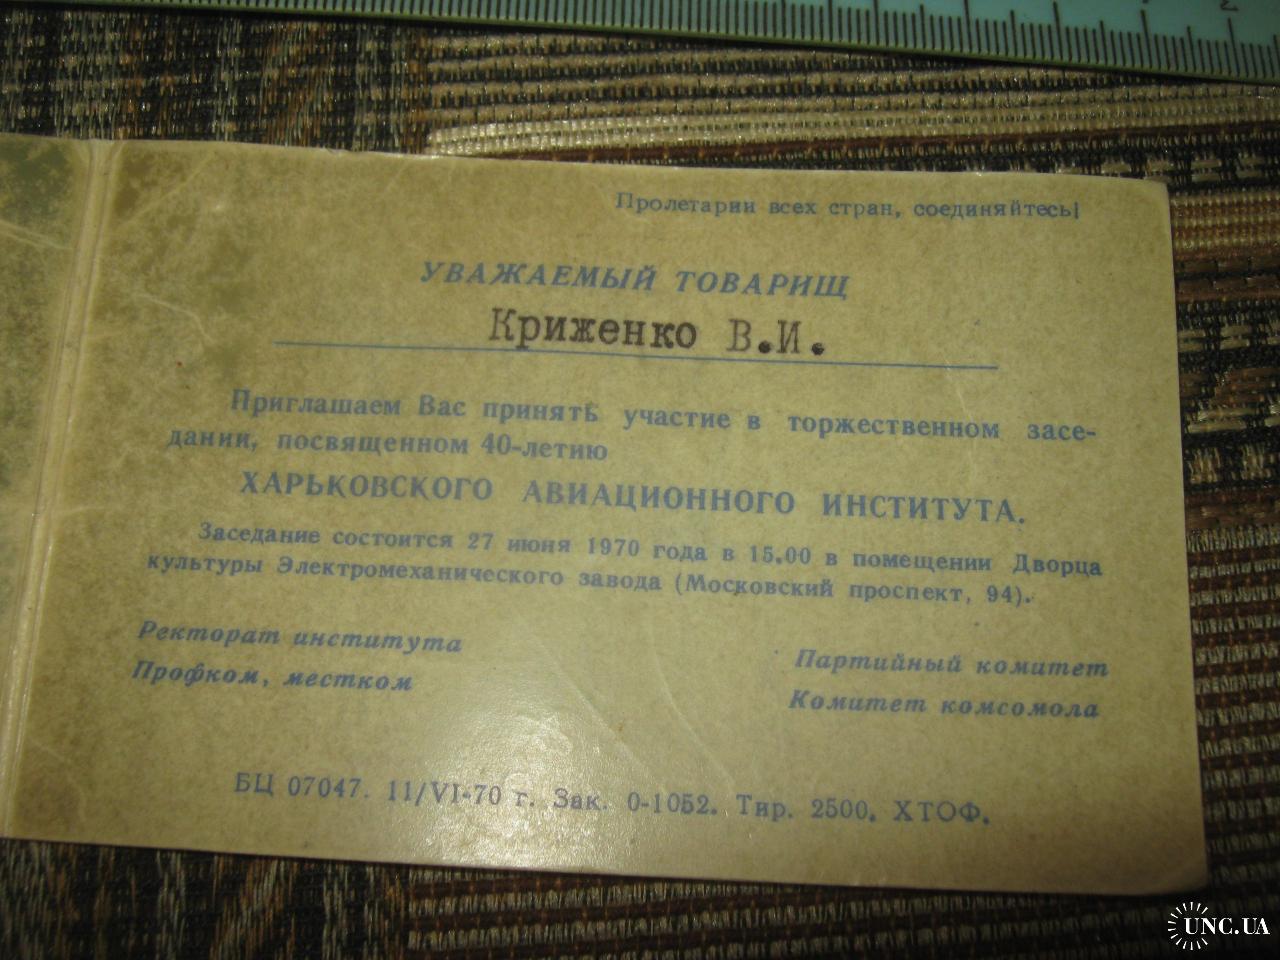 Пролетарии всех стран, соединяйтесь!
УВАЖАЕМЫЙ ТОВАРИЩ
Криженко В.И.
Приглашаем Вас принять участие в торжественном засе-
дании, посвященном 40-летию
ХАРЬКОВСКОГО АВИАЦИОННОГО ИНСТИТУТА.
Заседание состоится 27 июня 1970 года в 15.00 в помещении Дворца
культуры Электромеханического завода (Московский проспект, 94).
Ректорат института
Профком, местком
Партийный комитет
Комитет комсомола
БЦ 07047. 11/VI-70 г. Зак. 0-1052. Тир. 2500. ХТОФ.
UNC.UA